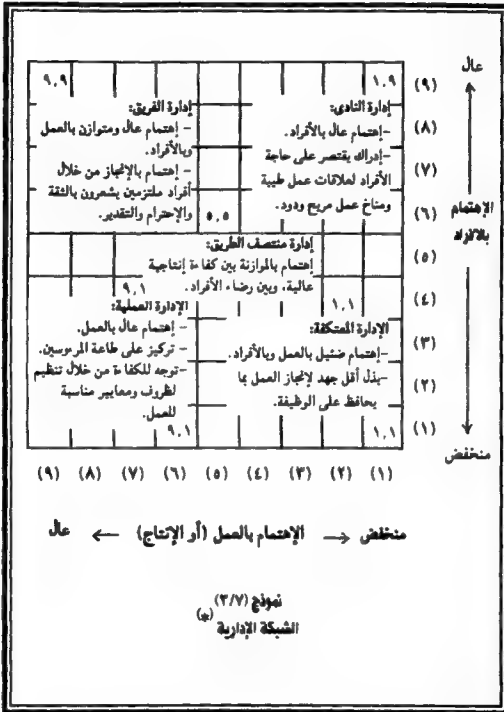 عال
٩،٩
١،٩
(٩)
إدارة النادى:
– إهتمام عال بالأفراد.
–إدراك يقتصر على حاجة
الأفراد لعلاقات عمل طيبة
ومناخ عمل مريح وودود.
إدارة الفريق:
– إهتمام عال ومتوازن بالعمل
وبالأفراد.
– إهتمام بالإنجاز من خلال
أفراد ملتزمين يشعرون بالثقة
والإحترام والتقدير.
(٨)
(٧)
(٦)
الإهتمام
بالافراد
٥،٥
إدارة منتصف الطريق:
إهتمام بالموازنة بين كفاءة إنتاجية
عالية، وبين رضاء الأفراد.
(٥)
(٤)
١،١
٩،١
الإدارة المعتكفة:
–إهتمام ضئيل بالعمل وبالأفراد.
–بذل أقل جهد لإنجاز العمل بما
يحافظ على الوظيفة.
الإدارة العملية:
– إهتمام عال بالعمل.
– تركيز على طاعة المرءوسين.
–توجه للكفاءة من خلال تنظيم
لظروف ومعايير مناسبة
للعمل.
(٣)
(٢)
(١)
١،١
٩،١
منخفض
(١) (٢) (٣) (٤) (٥) (٦) (٧) (٨) (٩)
منخفض الإهتمام بالعمل (أو الإنتاج) عال
نموذج (٣/٧)
الشبكة الإدارية (*)